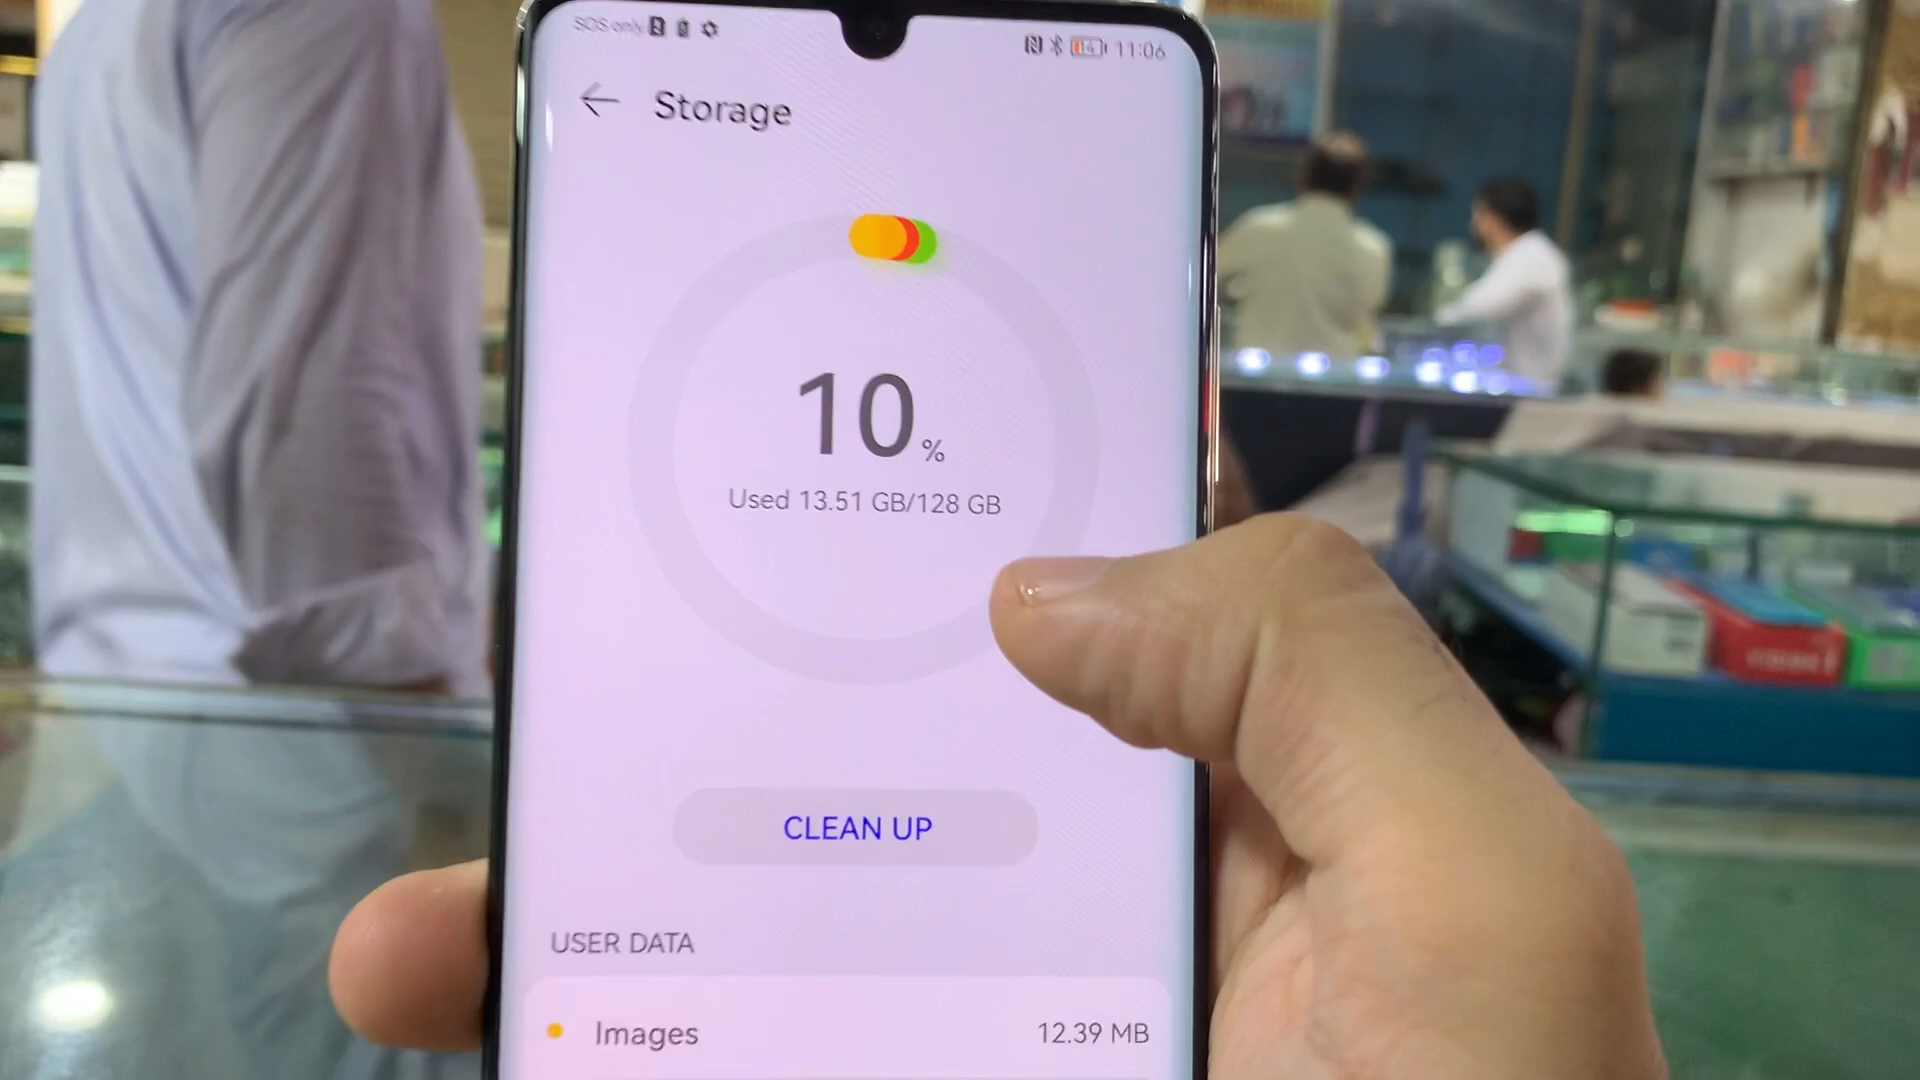 SOS only
11:06
Storage
10%
Used 13.51 GB/128 GB
CLEAN UP
USER DATA
Images 12.39 MB